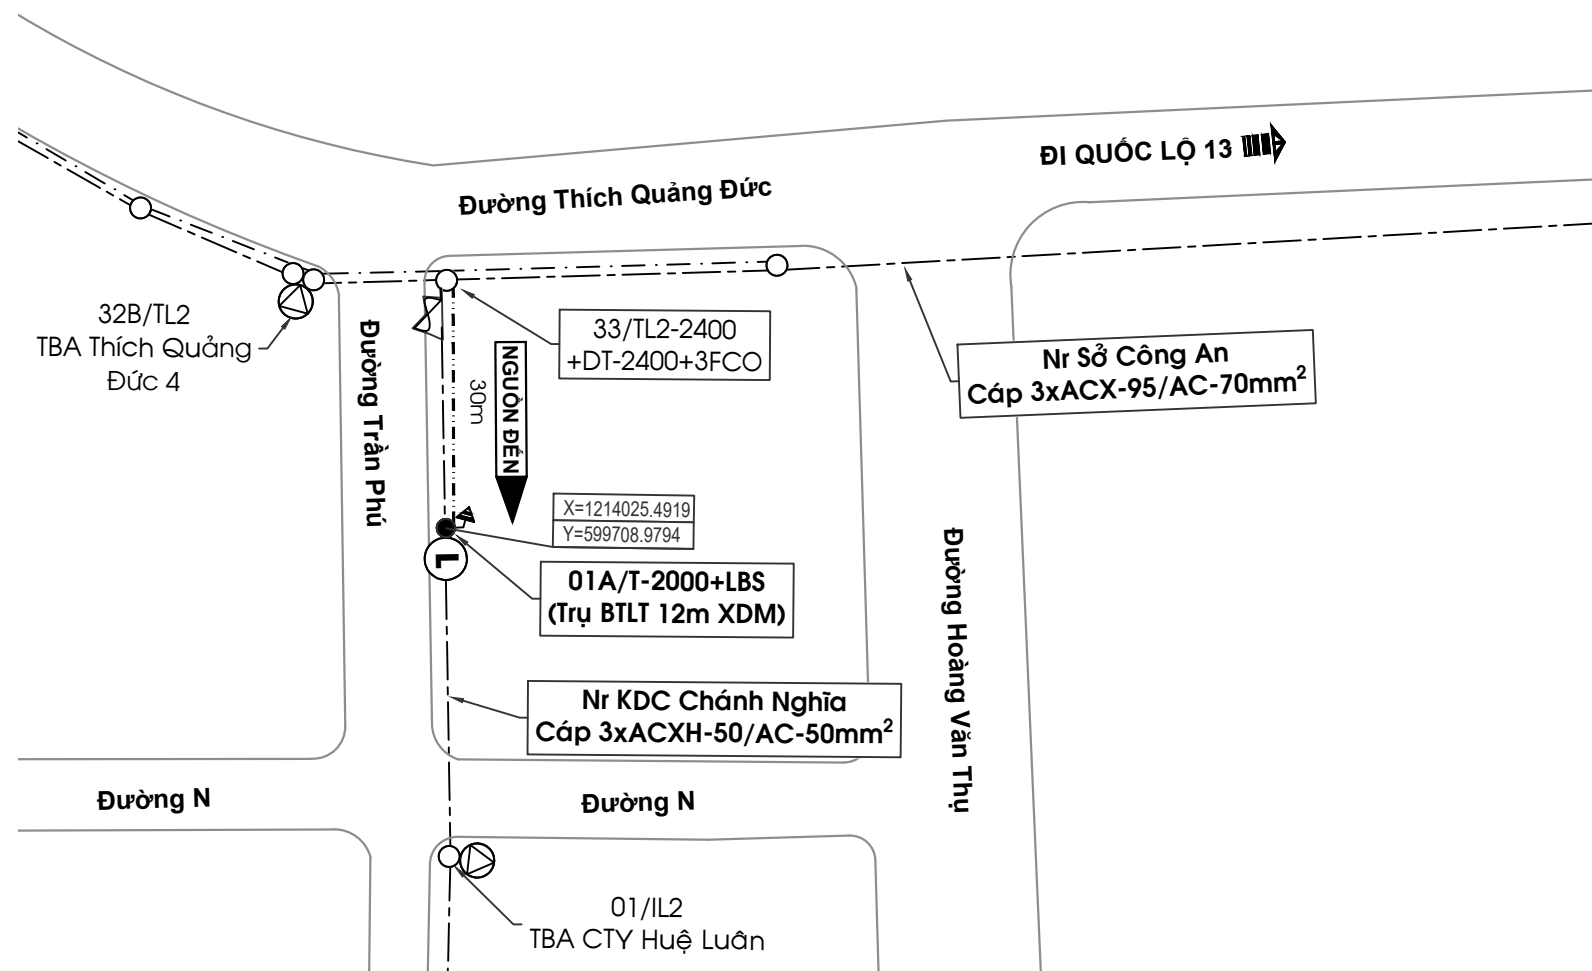 ĐI QUỐC LỘ 13
Đường Thích Quảng Đức
32B/TL2
TBA Thích Quảng
Đức 4
Đường Trần Phú
33/TL2-2400
+DT-2400+3FCO
NGUỒN ĐẾN
30m
Nr Sở Công An
Cáp 3xACX-95/AC-70mm²
X=1214025.4919
Y=599708.9794
L
01A/T-2000+LBS
(Trụ BTLT 12m XDM)
Đường Hoàng Văn Thụ
Nr KDC Chánh Nghĩa
Cáp 3xACXH-50/AC-50mm²
Đường N
Đường N
01/IL2
TBA CTY Huệ Luân